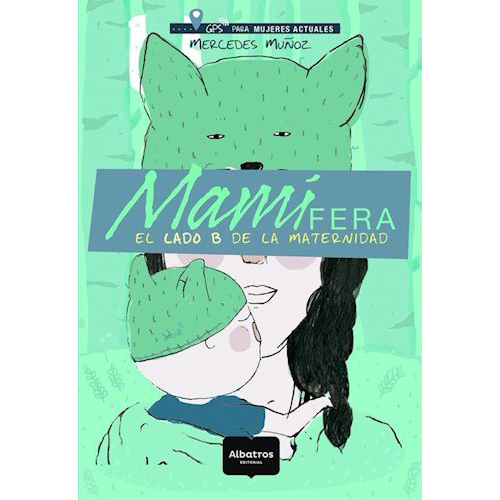 GPS PARA MUJERES ACTUALES
MERCEDES MUÑOZ
Mamí FERA
EL LADO B DE LA MATERNIDAD
Albatros
EDITORIAL